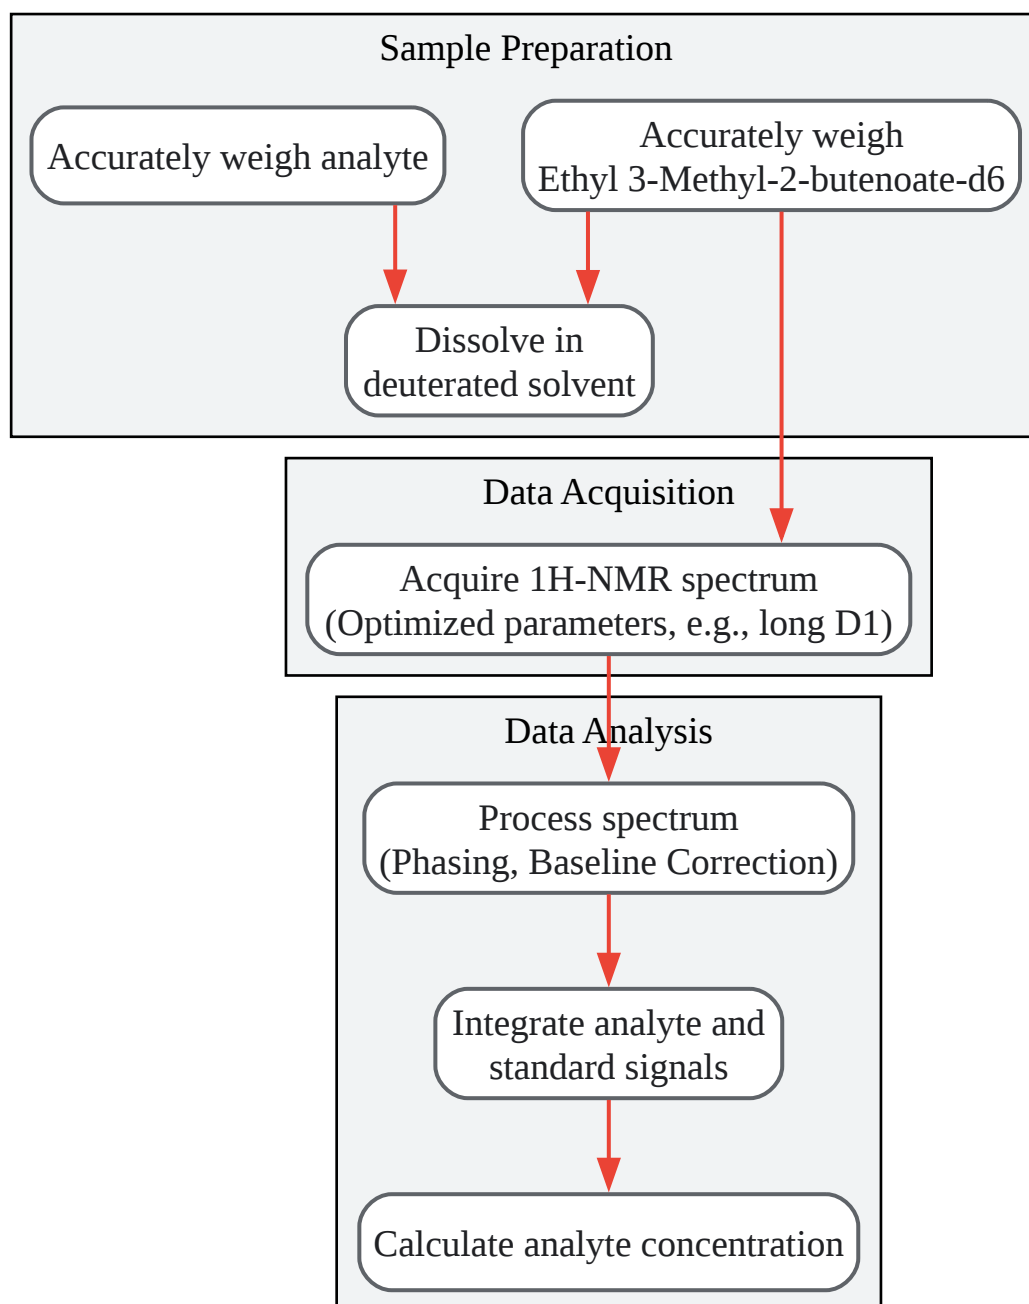 Sample Preparation
Accurately weigh analyte
Accurately weigh
Ethyl 3-Methyl-2-butenoate-d6
Dissolve in
deuterated solvent
Data Acquisition
Acquire 1H-NMR spectrum
(Optimized parameters, e.g., long D1)
Data Analysis
Process spectrum
(Phasing, Baseline Correction)
Integrate analyte and
standard signals
Calculate analyte concentration